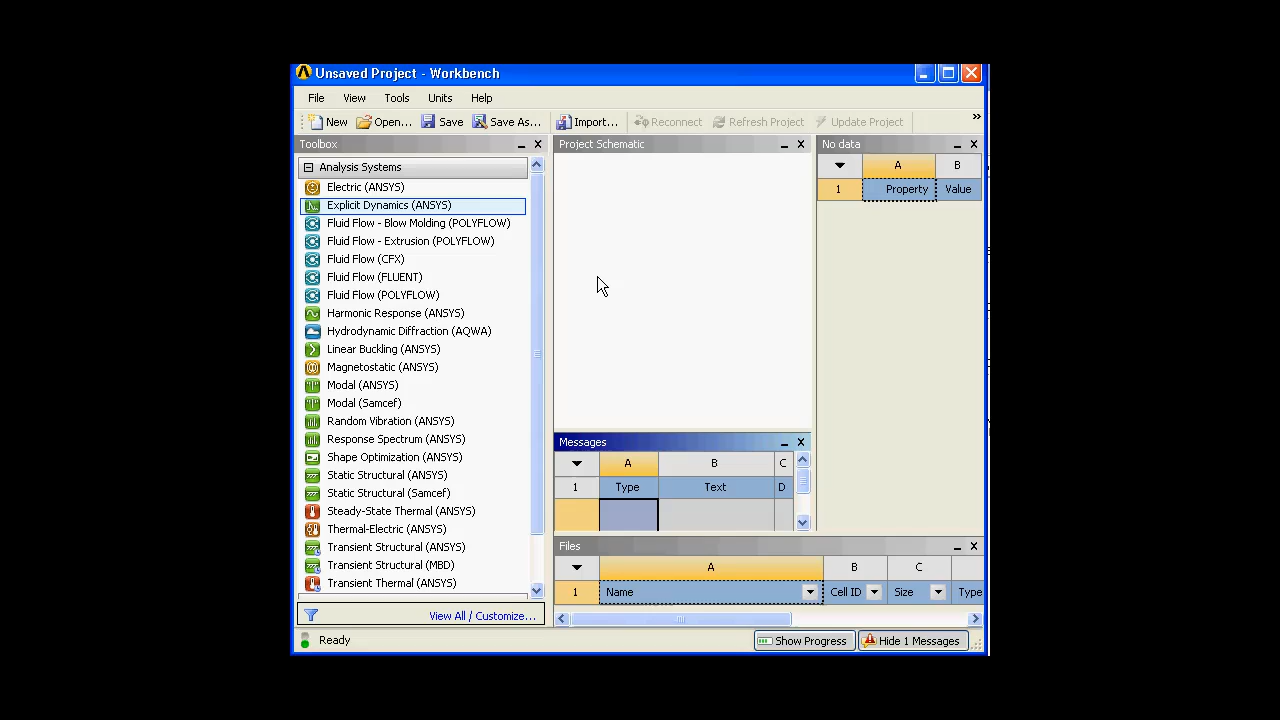 Unsaved Project - Workbench
File View Tools Units Help
New Open... Save Save As... Import... Reconnect Refresh Project Update Project »
Toolbox
Analysis Systems
Electric (ANSYS)
Explicit Dynamics (ANSYS)
Fluid Flow - Blow Molding (POLYFLOW)
Fluid Flow - Extrusion (POLYFLOW)
Fluid Flow (CFX)
Fluid Flow (FLUENT)
Fluid Flow (POLYFLOW)
Harmonic Response (ANSYS)
Hydrodynamic Diffraction (AQWA)
Linear Buckling (ANSYS)
Magnetostatic (ANSYS)
Modal (ANSYS)
Modal (Samcef)
Random Vibration (ANSYS)
Response Spectrum (ANSYS)
Shape Optimization (ANSYS)
Static Structural (ANSYS)
Static Structural (Samcef)
Steady-State Thermal (ANSYS)
Thermal-Electric (ANSYS)
Transient Structural (ANSYS)
Transient Structural (MBD)
Transient Thermal (ANSYS)
View All / Customize...
Project Schematic
No data
A B
1 Property Value
Messages
A B C
1 Type Text D
Files
A B C
1 Name Cell ID Size Type
Ready
Show Progress Hide 1 Messages